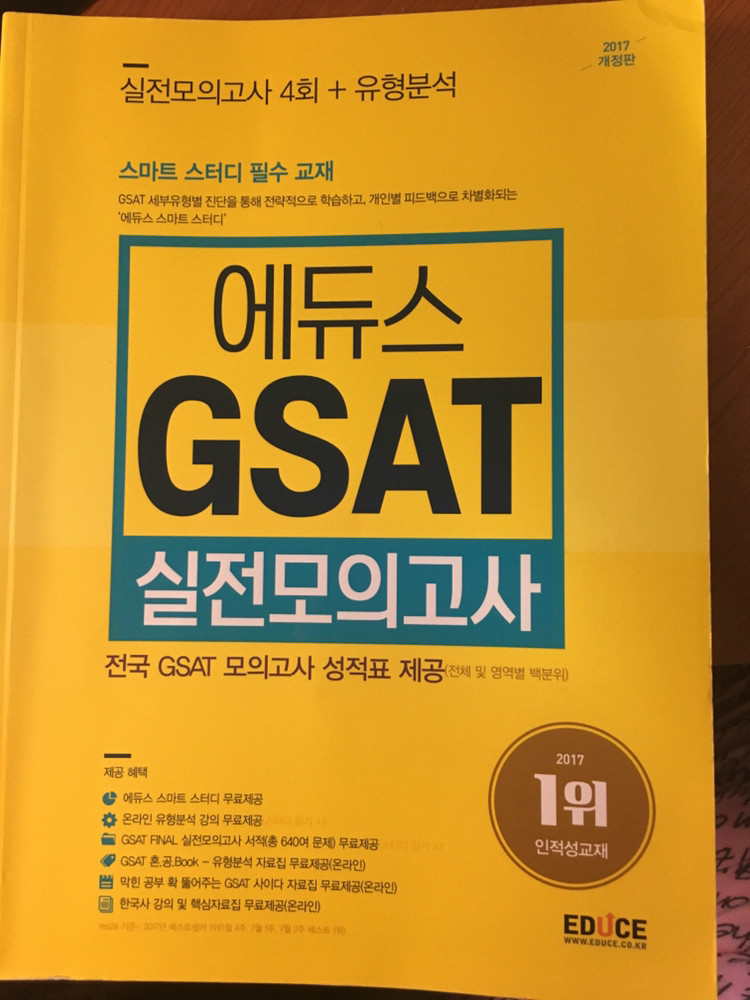 2017
개정판
실전모의고사 4회 + 유형분석
스마트 스터디 필수 교재
GSAT 세부유형별 진단을 통해 전략적으로 학습하고, 개인별 피드백으로 차별화되는
‘에듀스 스마트 스터디’
에듀스
GSAT
실전모의고사
전국 GSAT 모의고사 성적표 제공(전체 및 영역별 백분위)
제공 혜택
에듀스 스마트 스터디 무료제공
온라인 유형분석 강의 무료제공
GSAT FINAL 실전모의고사 서적(총 640여 문제) 무료제공
GSAT 혼.공.Book – 유형분석 자료집 무료제공(온라인)
막힌 공부 확 뚫어주는 GSAT 사이다 자료집 무료제공(온라인)
한국사 강의 및 핵심자료집 무료제공(온라인)
2017
1위
인적성교재
EDUCE
WWW.EDUCE.CO.KR